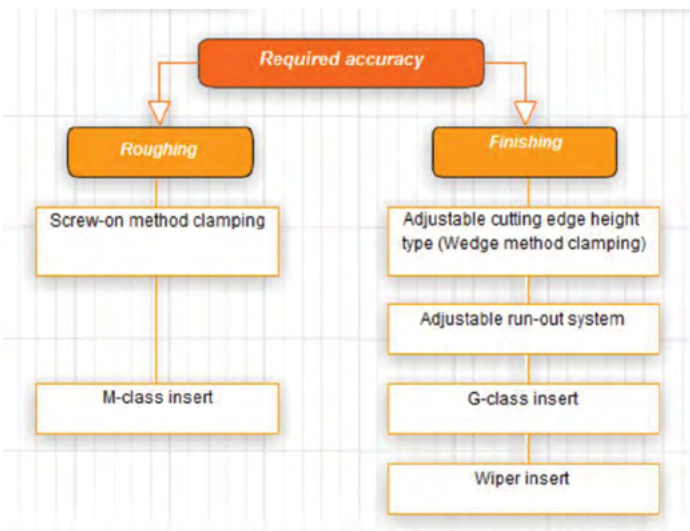 Required accuracy
Roughing
Finishing
Screw-on method clamping
Adjustable cutting edge height
type (Wedge method clamping)
Adjustable run-out system
M-class insert
G-class insert
Wiper insert